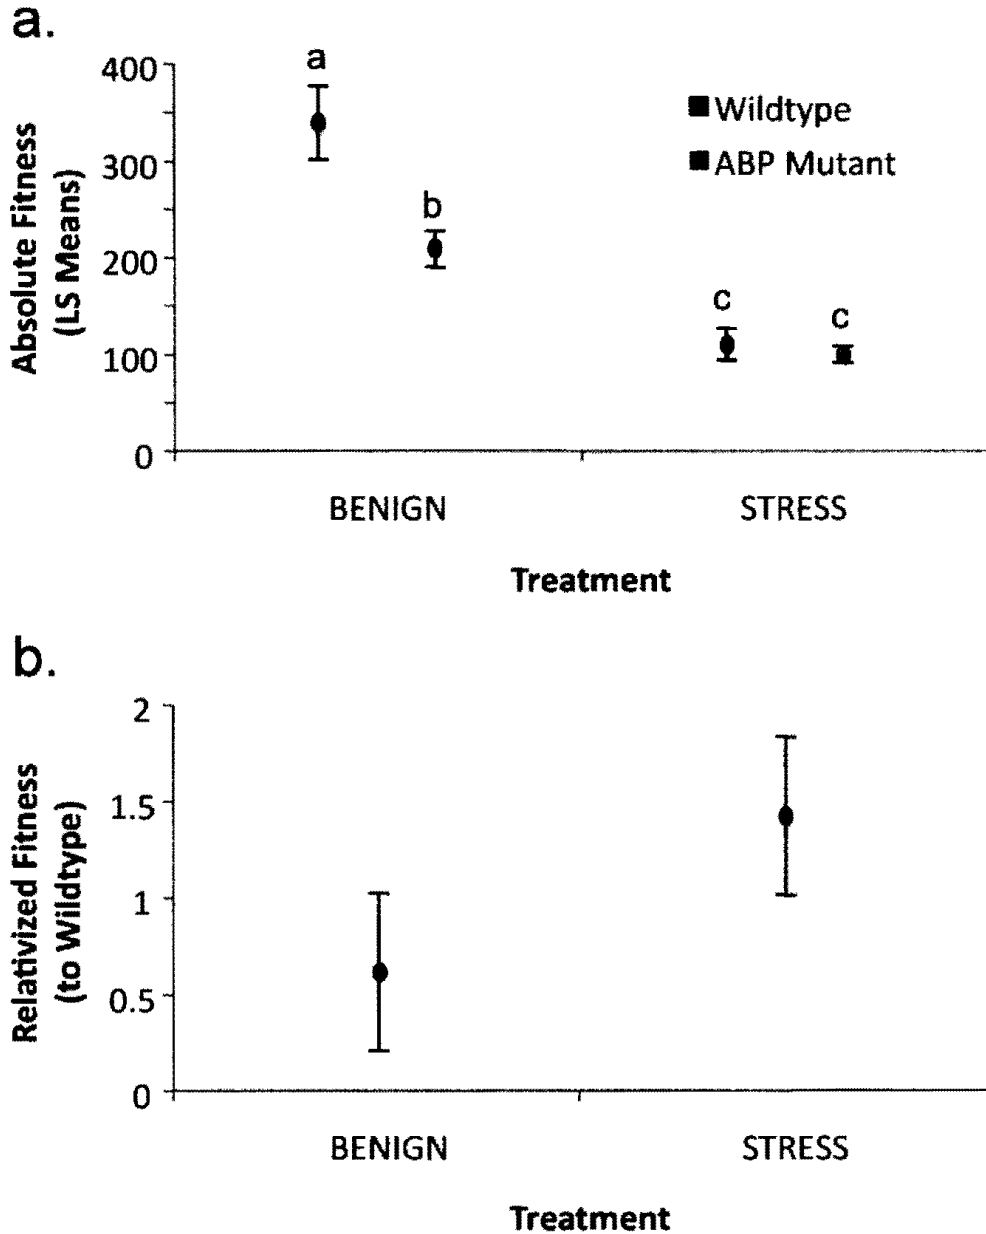 a.
Absolute Fitness
(LS Means)
400
300
200
100
0
a
b
c
c
Wildtype
ABP Mutant
BENIGN
STRESS
Treatment
b.
Relativized Fitness
(to Wildtype)
2
1.5
1
0.5
0
BENIGN
STRESS
Treatment